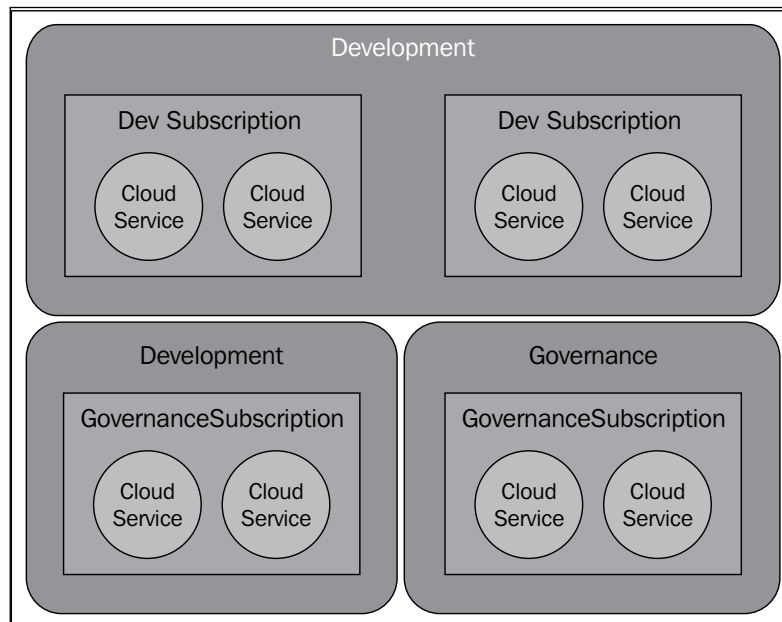 Development
Dev Subscription
Dev Subscription
Cloud
Service
Cloud
Service
Cloud
Service
Cloud
Service
Development
Governance
GovernanceSubscription
GovernanceSubscription
Cloud
Service
Cloud
Service
Cloud
Service
Cloud
Service